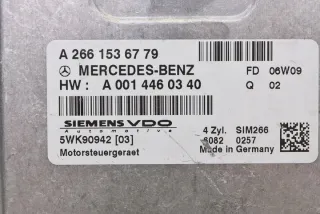 A 266 153 67 79
MERCEDES-BENZ FD 06W09
HW : A 001 446 03 40 Q 02
SIEMENS VDO
Automotive 4 Zyl. SIM266
5WK90942 [03] 6082 0257
Motorsteuergeraet Made in Germany